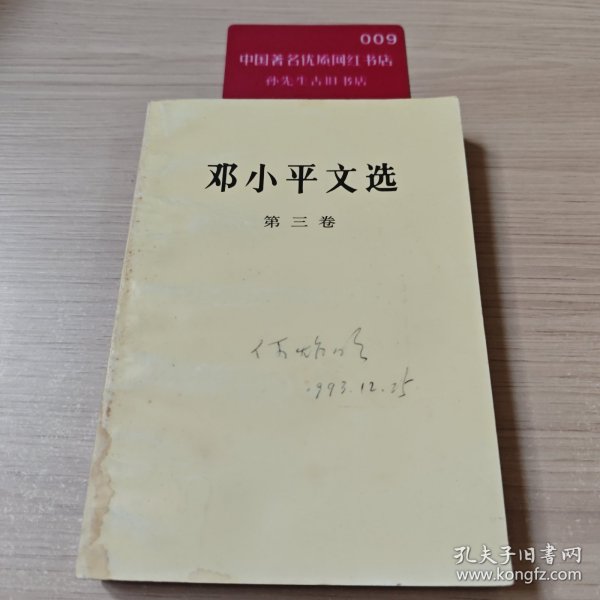 009
中国著名优质网红书店
孙先生古旧书店
邓小平文选
第三卷
1993.12.25
孔夫子旧书网
www.kongfz.com